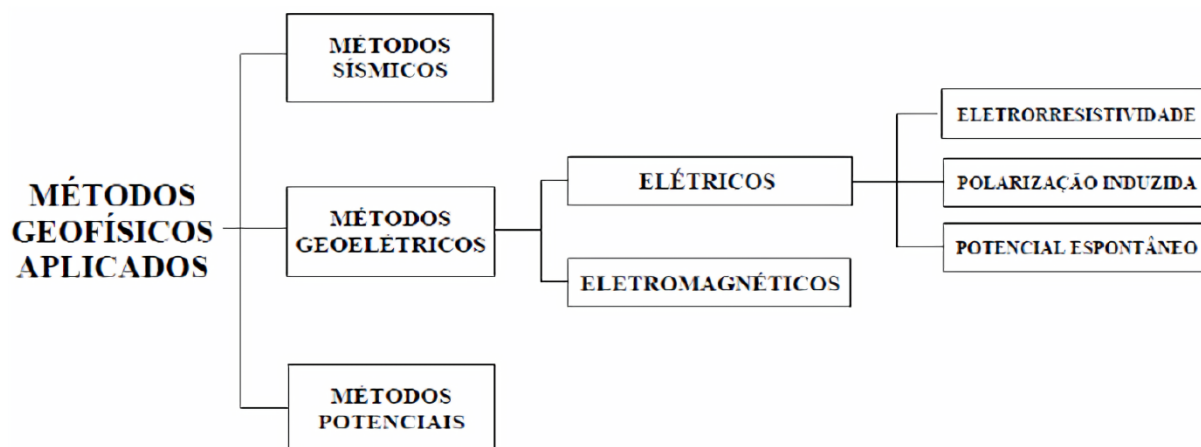 MÉTODOS
GEOFÍSICOS
APLICADOS
MÉTODOS
SÍSMICOS
MÉTODOS
GEOELÉTRICOS
MÉTODOS
POTENCIAIS
ELÉTRICOS
ELETROMAGNÉTICOS
ELETRORRESISTIVIDADE
POLARIZAÇÃO INDUZIDA
POTENCIAL ESPONTÂNEO